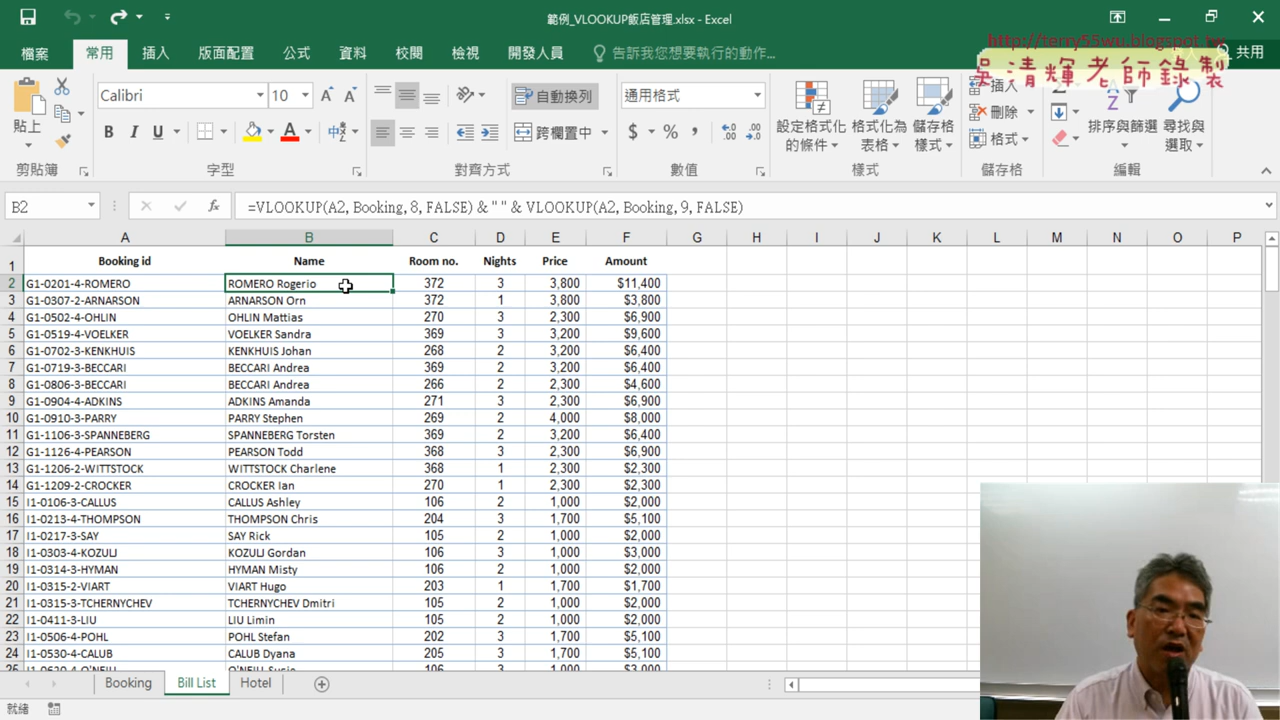 範例_VLOOKUP飯店管理.xlsx - Excel
http://terry55wu.blogspot.tw
吳清輝老師錄製
檔案 常用 插入 版面配置 公式 資料 校閱 檢視 開發人員 告訴我您想要執行的動作... 共用
貼上 剪貼簿
Calibri 10 B I U A 中 字型
自動換列 跨欄置中 對齊方式
通用格式 $ % , 數值
設定格式化的條件 格式化為表格 儲存格樣式 樣式
插入 刪除 格式 儲存格
排序與篩選 尋找與選取 編輯
B2 fx =VLOOKUP(A2, Booking, 8, FALSE) & " " & VLOOKUP(A2, Booking, 9, FALSE)
A B C D E F G H I J K L M N O P
1 Booking id Name Room no. Nights Price Amount
2 G1-0201-4-ROMERO ROMERO Rogerio 372 3 3,800 $11,400
3 G1-0307-2-ARNARSON ARNARSON Orn 372 1 3,800 $3,800
4 G1-0502-4-OHLIN OHLIN Mattias 270 3 2,300 $6,900
5 G1-0519-4-VOELKER VOELKER Sandra 369 3 3,200 $9,600
6 G1-0702-3-KENKHUIS KENKHUIS Johan 268 2 3,200 $6,400
7 G1-0719-3-BECCARI BECCARI Andrea 369 2 3,200 $6,400
8 G1-0806-3-BECCARI BECCARI Andrea 266 2 2,300 $4,600
9 G1-0904-4-ADKINS ADKINS Amanda 271 3 2,300 $6,900
10 G1-0910-3-PARRY PARRY Stephen 269 2 4,000 $8,000
11 G1-1106-3-SPANNEBERG SPANNEBERG Torsten 369 2 3,200 $6,400
12 G1-1126-4-PEARSON PEARSON Todd 368 3 2,300 $6,900
13 G1-1206-2-WITTSTOCK WITTSTOCK Charlene 368 1 2,300 $2,300
14 G1-1209-2-CROCKER CROCKER Ian 270 1 2,300 $2,300
15 I1-0106-3-CALLUS CALLUS Ashley 106 2 1,000 $2,000
16 I1-0213-4-THOMPSON THOMPSON Chris 204 3 1,700 $5,100
17 I1-0217-3-SAY SAY Rick 105 2 1,000 $2,000
18 I1-0303-4-KOZULJ KOZULJ Gordan 106 3 1,000 $3,000
19 I1-0314-3-HYMAN HYMAN Misty 106 2 1,000 $2,000
20 I1-0315-2-VIART VIART Hugo 203 1 1,700 $1,700
21 I1-0315-3-TCHERNYCHEV TCHERNYCHEV Dmitri 105 2 1,000 $2,000
22 I1-0411-3-LIU LIU Limin 105 2 1,000 $2,000
23 I1-0506-4-POHL POHL Stefan 202 3 1,700 $5,100
24 I1-0530-4-CALUB CALUB Dyana 205 3 1,700 $5,100
25 I1-0620-4-O'NEILL O'NEILL Susie 106 3 1,000 $3,000
Booking Bill List Hotel
就緒